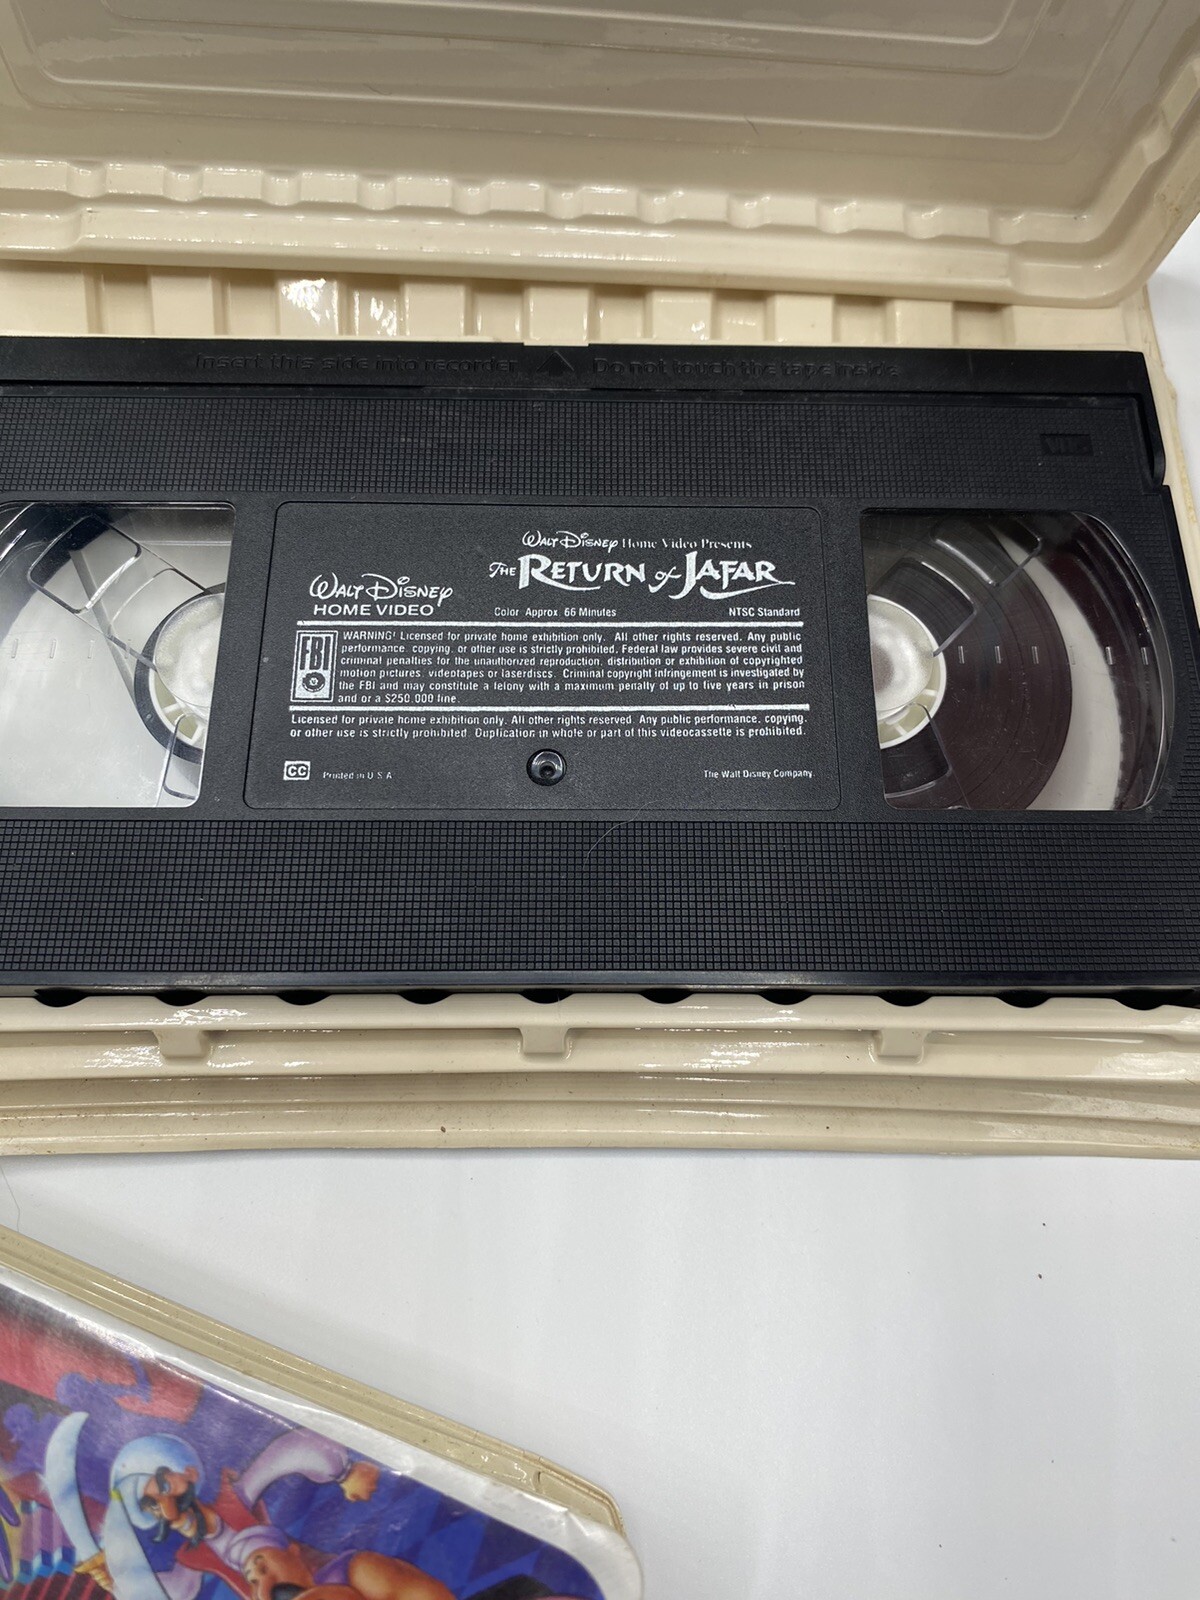 Insert this side into recorder Do not touch the tape inside
VHS
WALT DISNEY Home Video Presents
THE RETURN of JAFAR
WALT DISNEY
HOME VIDEO
Color Approx 66 Minutes NTSC Standard
FBI
WARNING! Licensed for private home exhibition only. All other rights reserved. Any public
performance, copying, or other use is strictly prohibited. Federal law provides severe civil and
criminal penalties for the unauthorized reproduction, distribution or exhibition of copyrighted
motion pictures, videotapes or laserdiscs. Criminal copyright infringement is investigated by
the FBI and may constitute a felony with a maximum penalty of up to five years in prison
and or a $250,000 fine.
Licensed for private home exhibition only. All other rights reserved. Any public performance, copying,
or other use is strictly prohibited. Duplication in whole or part of this videocassette is prohibited.
CC Printed in U S A The Walt Disney Company.